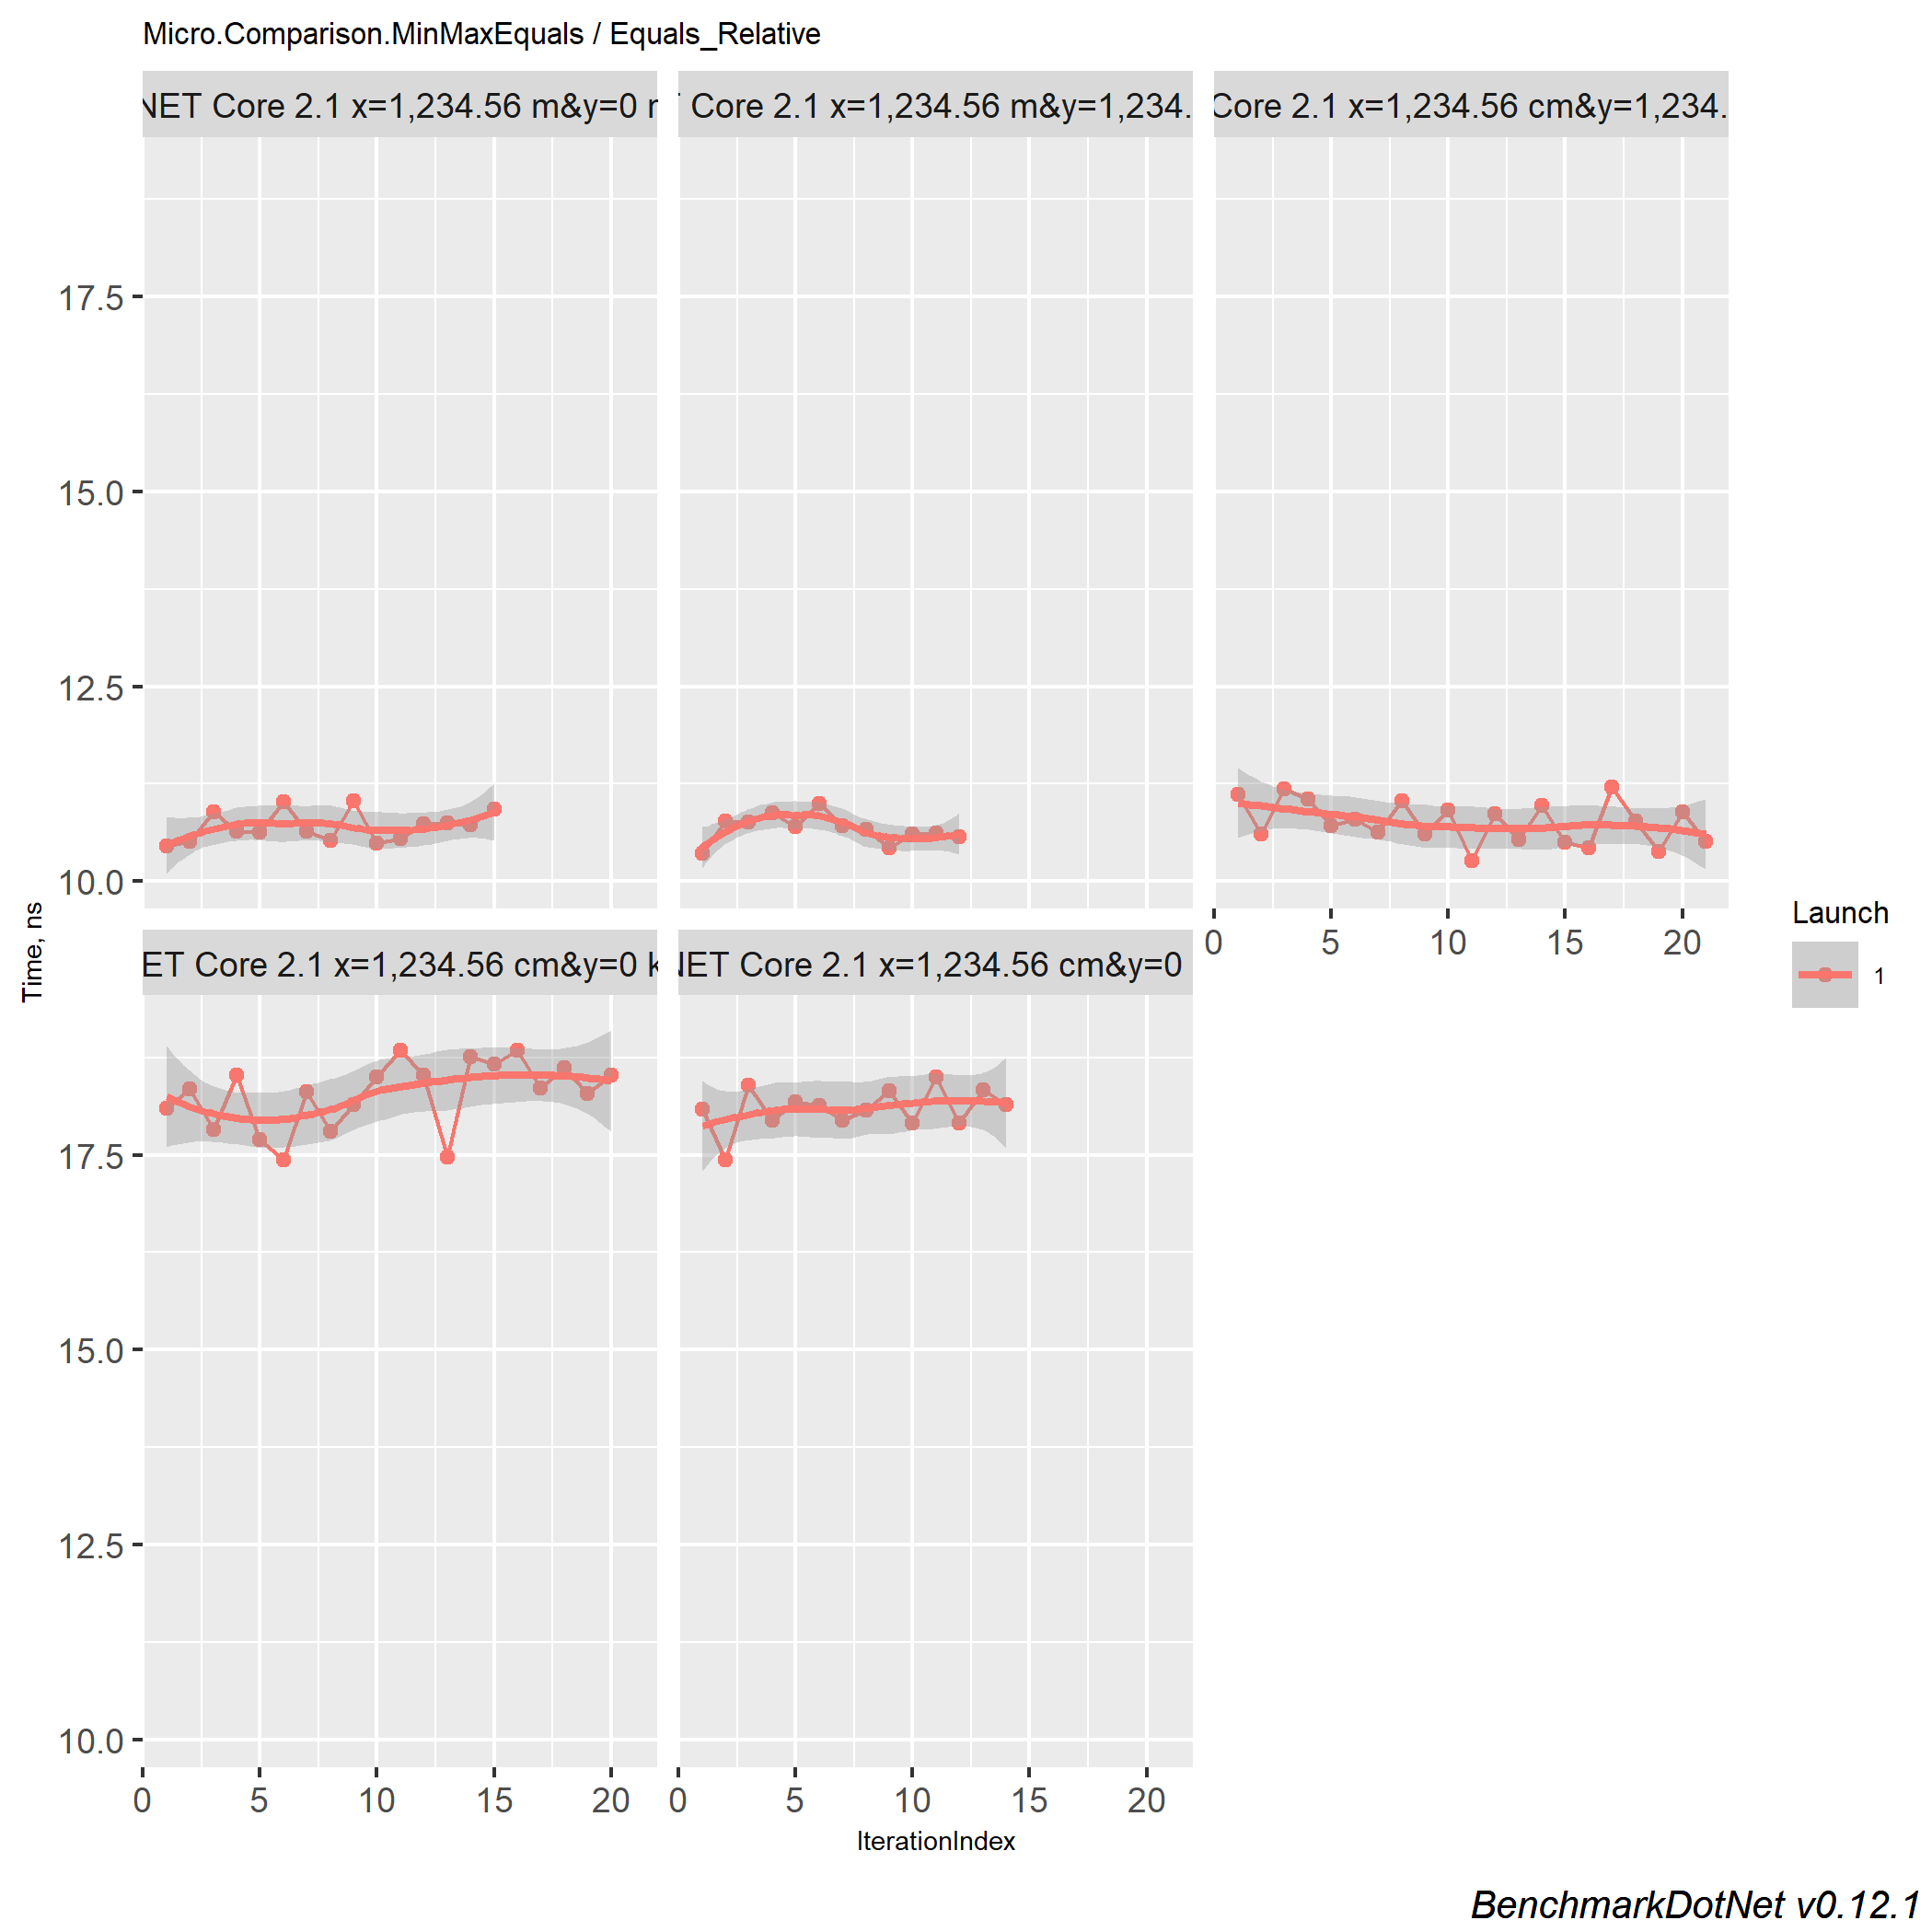 Micro.Comparison.MinMaxEquals / Equals_Relative
NET Core 2.1 x=1,234.56 m&y=0
Core 2.1 x=1,234.56 m&y=1,234.
Core 2.1 x=1,234.56 cm&y=1,234.
17.5
15.0
12.5
10.0
0 5 10 15 20
Time, ns
Launch
1
ET Core 2.1 x=1,234.56 cm&y=0
NET Core 2.1 x=1,234.56 cm&y=0
17.5
15.0
12.5
10.0
0 5 10 15 20
0 5 10 15 20
IterationIndex
BenchmarkDotNet v0.12.1